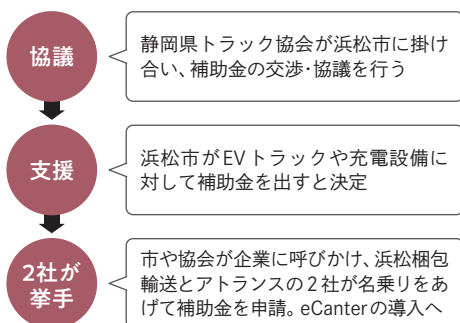 協議
静岡県トラック協会が浜松市に掛け
合い、補助金の交渉・協議を行う
支援
浜松市がEVトラックや充電設備に
対して補助金を出すと決定
2社が
挙手
市や協会が企業に呼びかけ、浜松梱包
輸送とアトランスの2社が名乗りをあ
げて補助金を申請。eCanterの導入へ